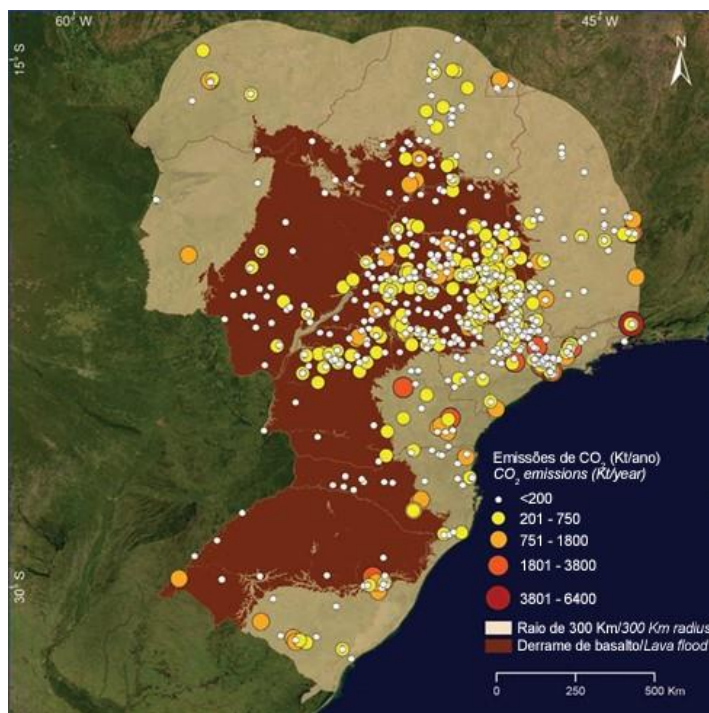 60° W
45° W
15° S
N
30° S
Emissões de CO₂ (Kt/ano)
CO₂ emissions (Kt/year)
<200
201 - 750
751 - 1800
1801 - 3800
3801 - 6400
Raio de 300 Km/300 Km radius
Derrame de basalto/Lava flood
0 250 500 Km